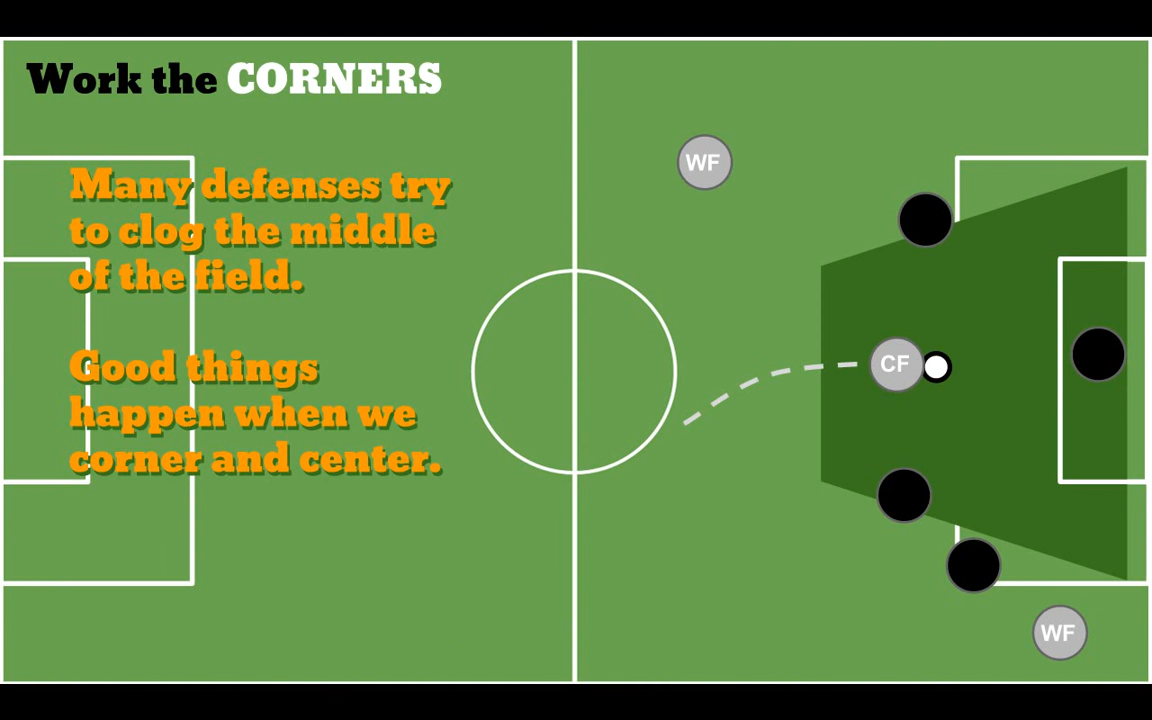 Work the CORNERS
Many defenses try
to clog the middle
of the field.
Good things
happen when we
corner and center.
WF
CF
WF